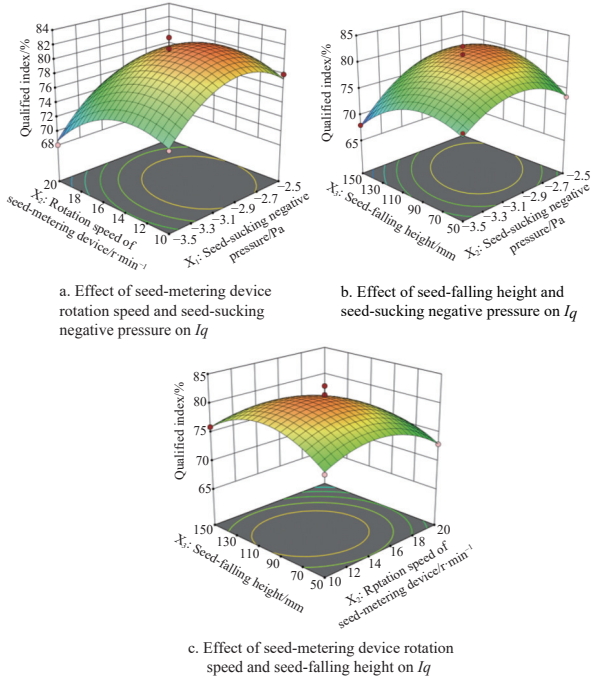 84
82
80
78
76
74
72
70
68
Qualified index/%
20
18
16
14
12
10
X₂: Rotation speed of
seed-metering device/r·min⁻¹
−3.5
−3.3
−3.1
−2.9
−2.7
−2.5
X₁: Seed-sucking negative
pressure/Pa
a. Effect of seed-metering device
rotation speed and seed-sucking
negative pressure on Iq
85
80
75
70
65
Qualified index/%
150
130
110
90
70
50
X₃: Seed-falling height/mm
−3.5
−3.3
−3.1
−2.9
−2.7
−2.5
X₁: Seed-sucking negative
pressure/Pa
b. Effect of seed-falling height and
seed-sucking negative pressure on Iq
85
80
75
70
65
Qualified index/%
150
130
110
90
70
50
X₃: Seed-falling height/mm
10
12
14
16
18
20
X₂: Rptation speed of
seed-metering device/r·min⁻¹
c. Effect of seed-metering device rotation
speed and seed-falling height on Iq